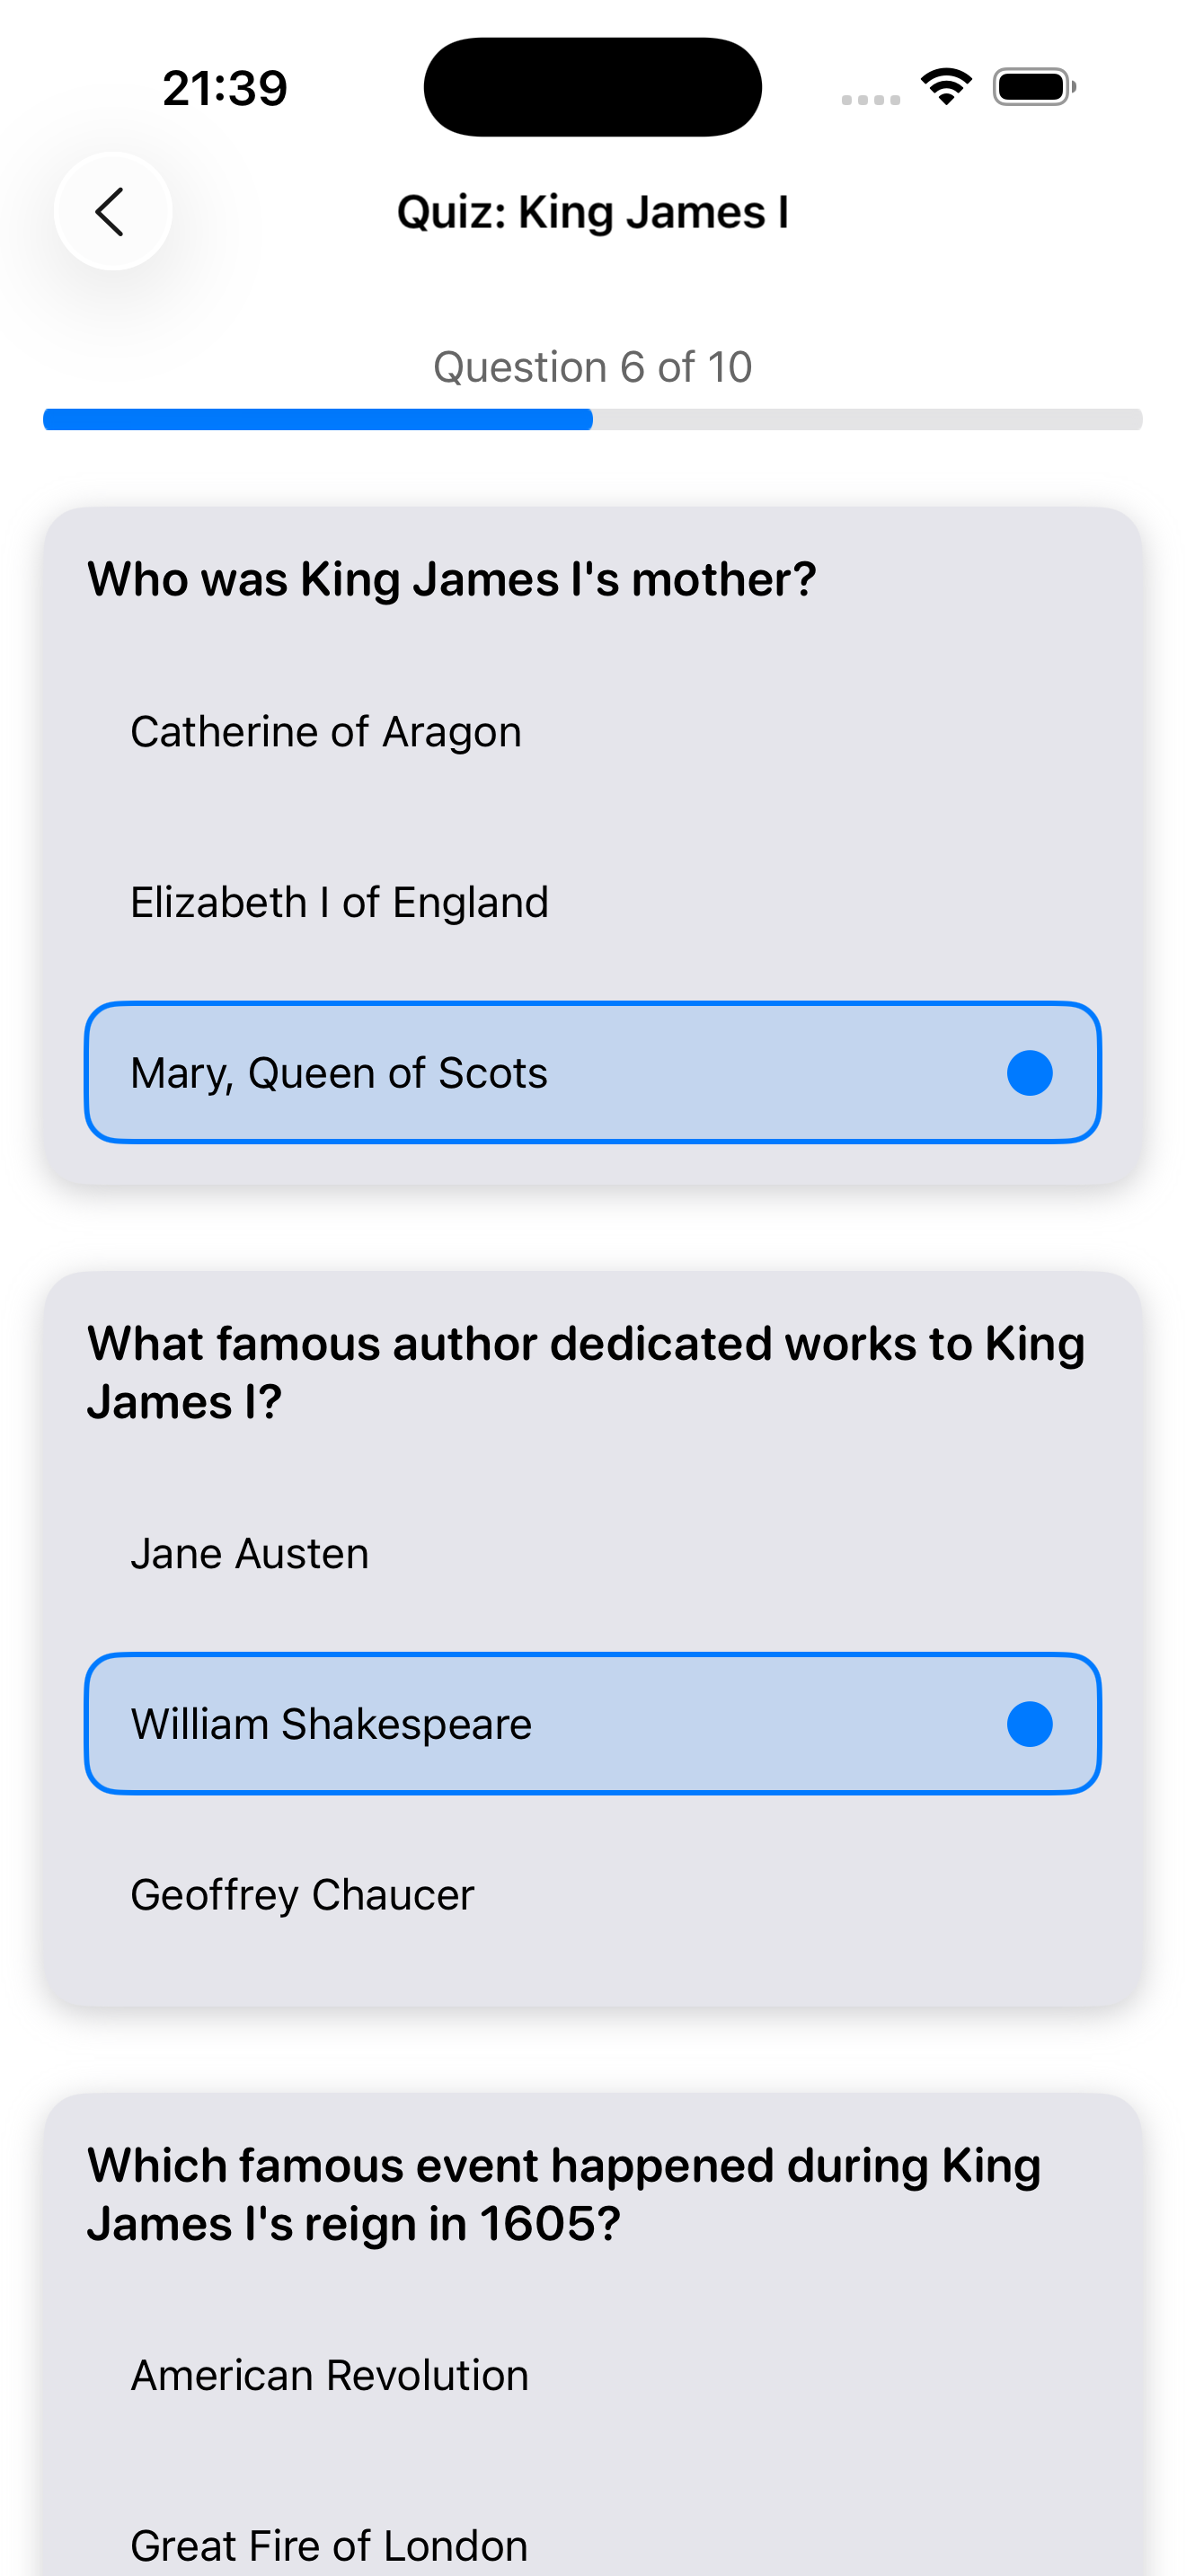 21:39
Quiz: King James I
Question 6 of 10
Who was King James I's mother?
Catherine of Aragon
Elizabeth I of England
Mary, Queen of Scots
What famous author dedicated works to King
James I?
Jane Austen
William Shakespeare
Geoffrey Chaucer
Which famous event happened during King
James I's reign in 1605?
American Revolution
Great Fire of London